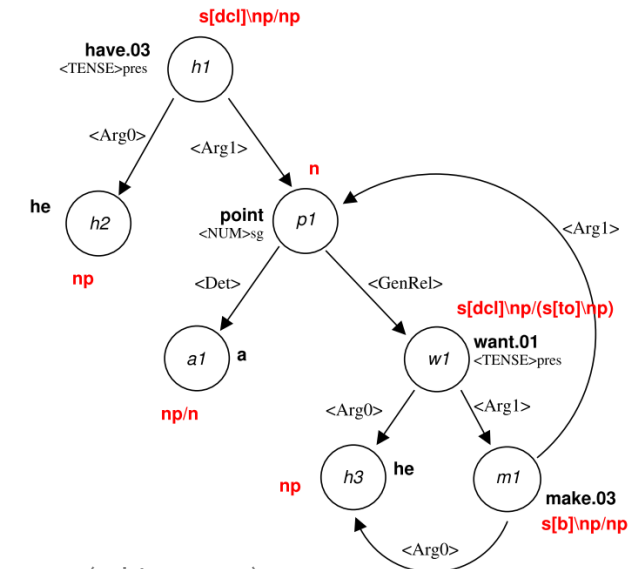 s[dcl]\np/np
have.03
<TENSE>pres
h1
<Arg0>
<Arg1>
n
he
h2
point
<NUM>sg
p1
<Arg1>
np
<Det>
<GenRel>
s[dcl]\np/(s[to]\np)
a1
a
w1
want.01
<TENSE>pres
np/n
<Arg0>
<Arg1>
np
h3
he
m1
make.03
s[b]\np/np
<Arg0>